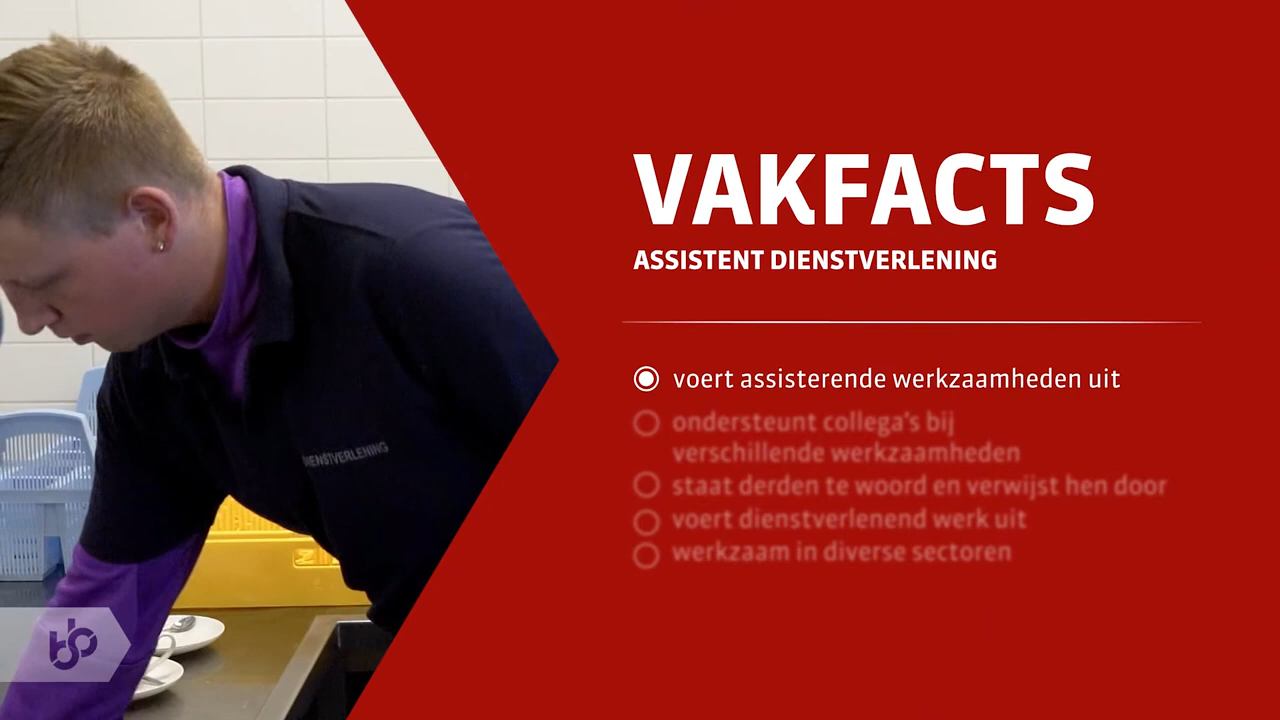 VAKFACTS
ASSISTENT DIENSTVERLENING
voert assisterende werkzaamheden uit
ondersteunt collega's bij
verschillende werkzaamheden
staat derden te woord en verwijst hen door
voert dienstverlenend werk uit
werkzaam in diverse sectoren
DIENSTVERLENING